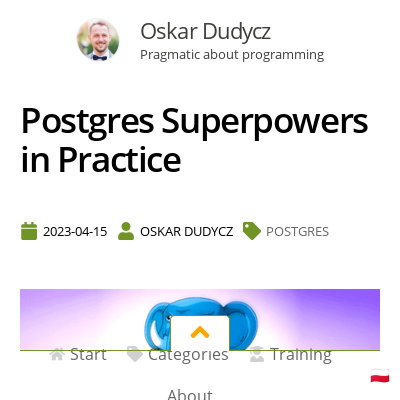 Oskar Dudycz
Pragmatic about programming
Postgres Superpowers
in Practice
2023-04-15 OSKAR DUDYCZ POSTGRES
Start Categories Training
About